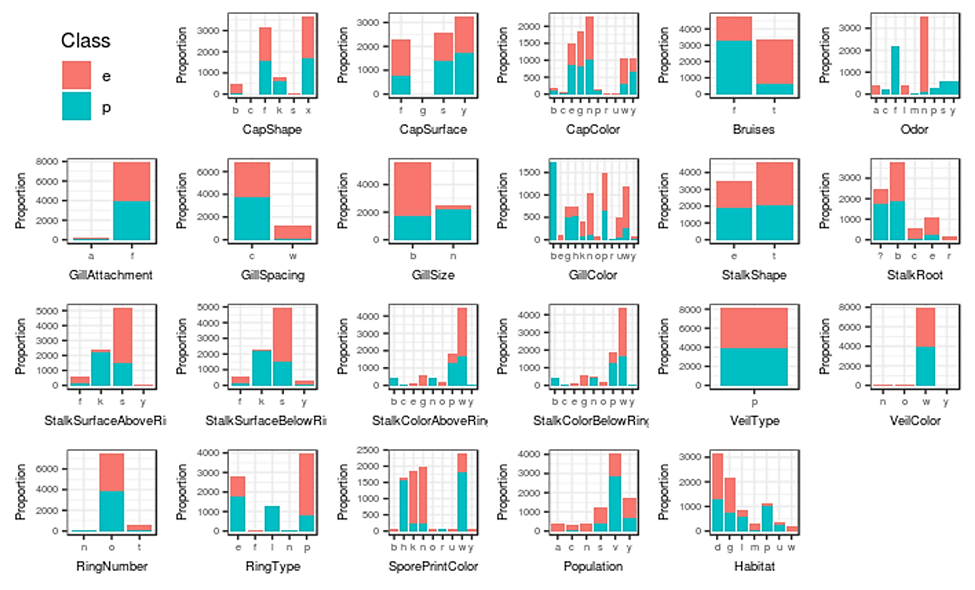 Class
e
p
Proportion
3000
2000
1000
0
b c f k s x
CapShape
Proportion
3000
2000
1000
0
f g s y
CapSurface
Proportion
2000
1500
1000
500
0
b c e g n p r u w y
CapColor
Proportion
4000
3000
2000
1000
0
f t
Bruises
Proportion
3000
2000
1000
0
a c f l m n p s y
Odor
Proportion
8000
6000
4000
2000
0
a f
GillAttachment
Proportion
6000
4000
2000
0
c w
GillSpacing
Proportion
4000
2000
0
b n
GillSize
Proportion
1500
1000
500
0
b e g h k n o p r u w y
GillColor
Proportion
4000
3000
2000
1000
0
e t
StalkShape
Proportion
3000
2000
1000
0
? b c e r
StalkRoot
Proportion
5000
4000
3000
2000
1000
0
f k s y
StalkSurfaceAboveRi
Proportion
5000
4000
3000
2000
1000
0
f k s y
StalkSurfaceBelowRi
Proportion
4000
3000
2000
1000
0
b c e g n o p w y
StalkColorAboveRing
Proportion
4000
3000
2000
1000
0
b c e g n o p w y
StalkColorBelowRing
Proportion
8000
6000
4000
2000
0
p
VeilType
Proportion
8000
6000
4000
2000
0
n o w y
VeilColor
Proportion
6000
4000
2000
0
n o t
RingNumber
Proportion
4000
3000
2000
1000
0
e f l n p
RingType
Proportion
2500
2000
1500
1000
500
0
b h k n o r u w y
SporePrintColor
Proportion
4000
3000
2000
1000
0
a c n s v y
Population
Proportion
3000
2000
1000
0
d g l m p u w
Habitat